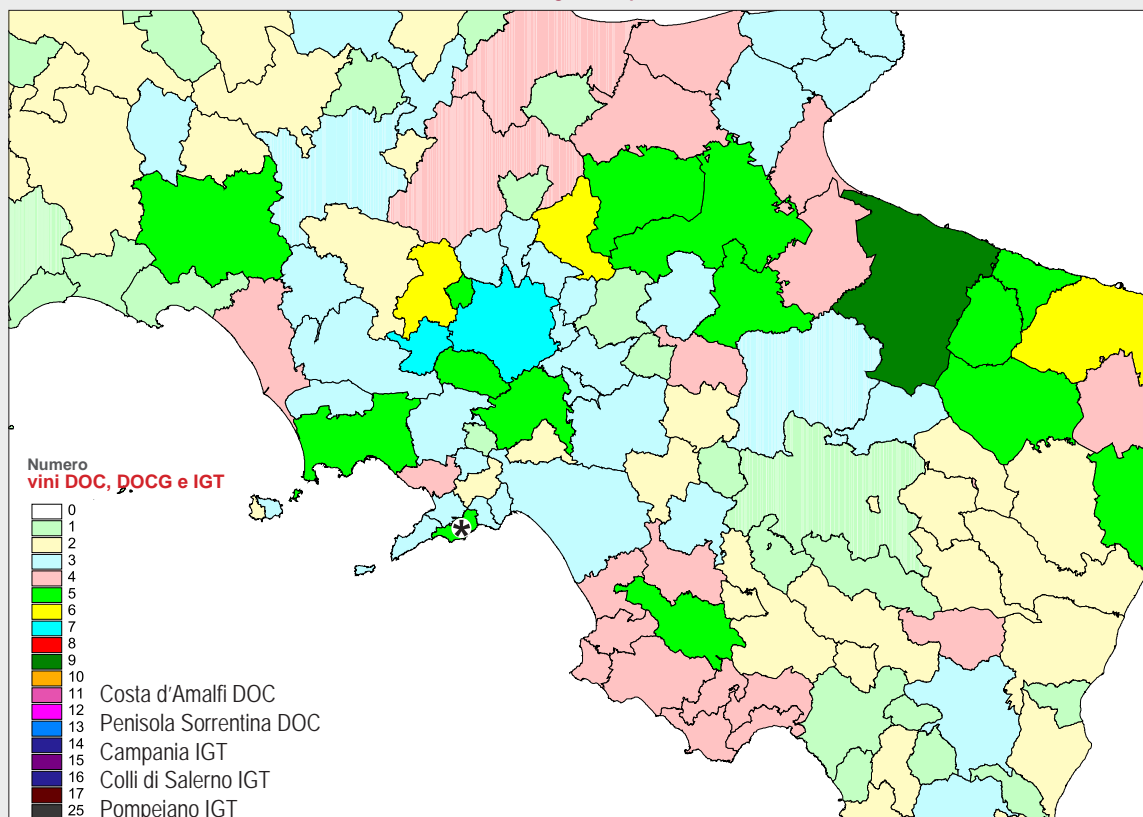 Numero
vini DOC, DOCG e IGT
0
1
2
3
4
5
6
7
8
9
10
11
12
13
14
15
16
17
25
Costa d'Amalfi DOC
Penisola Sorrentina DOC
Campania IGT
Colli di Salerno IGT
Pompeiano IGT